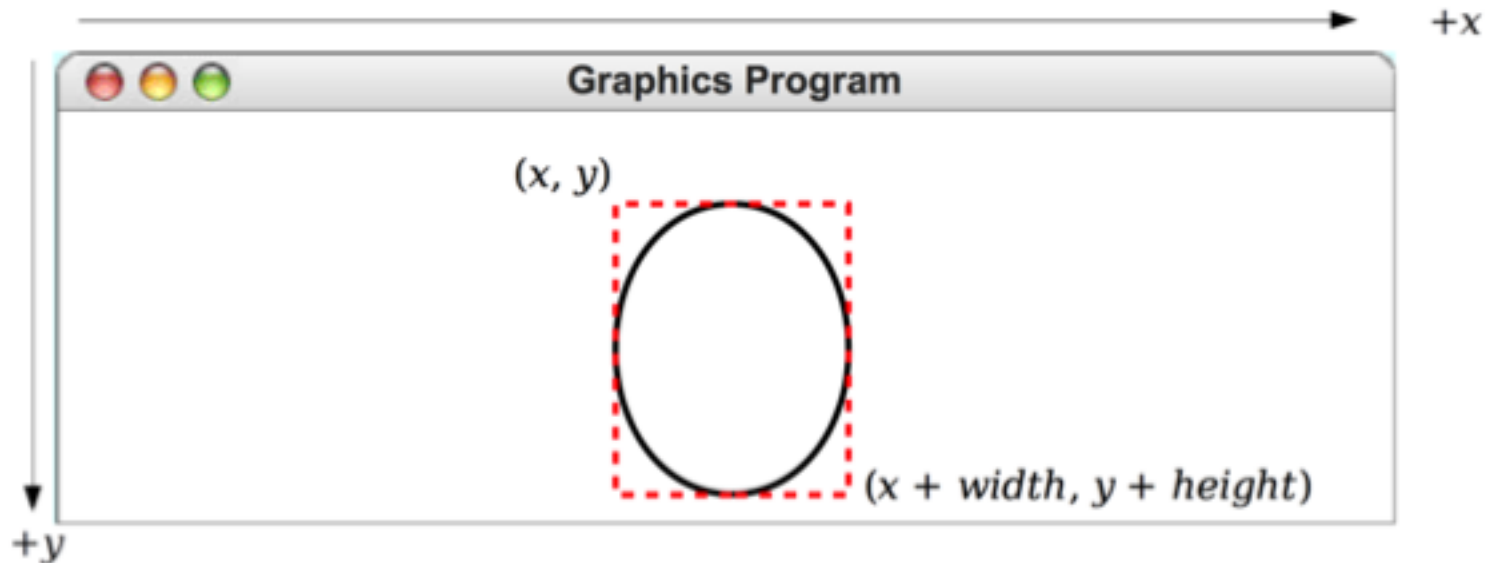 +x
Graphics Program
(x, y)
(x + width, y + height)
+y